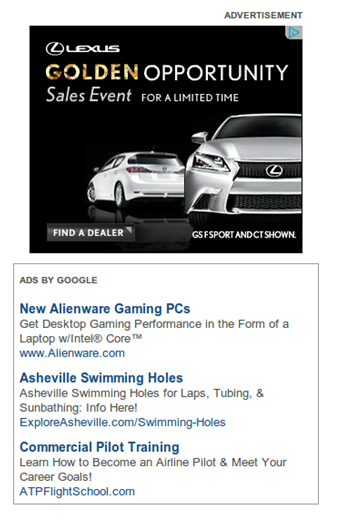 ADVERTISEMENT
LEXUS
GOLDEN OPPORTUNITY
Sales Event FOR A LIMITED TIME
FIND A DEALER
GS F SPORT AND CT SHOWN.
ADS BY GOOGLE
New Alienware Gaming PCs
Get Desktop Gaming Performance in the Form of a
Laptop w/Intel® Core™
www.Alienware.com
Asheville Swimming Holes
Asheville Swimming Holes for Laps, Tubing, &
Sunbathing: Info Here!
ExploreAsheville.com/Swimming-Holes
Commercial Pilot Training
Learn How to Become an Airline Pilot & Meet Your
Career Goals!
ATPFlightSchool.com